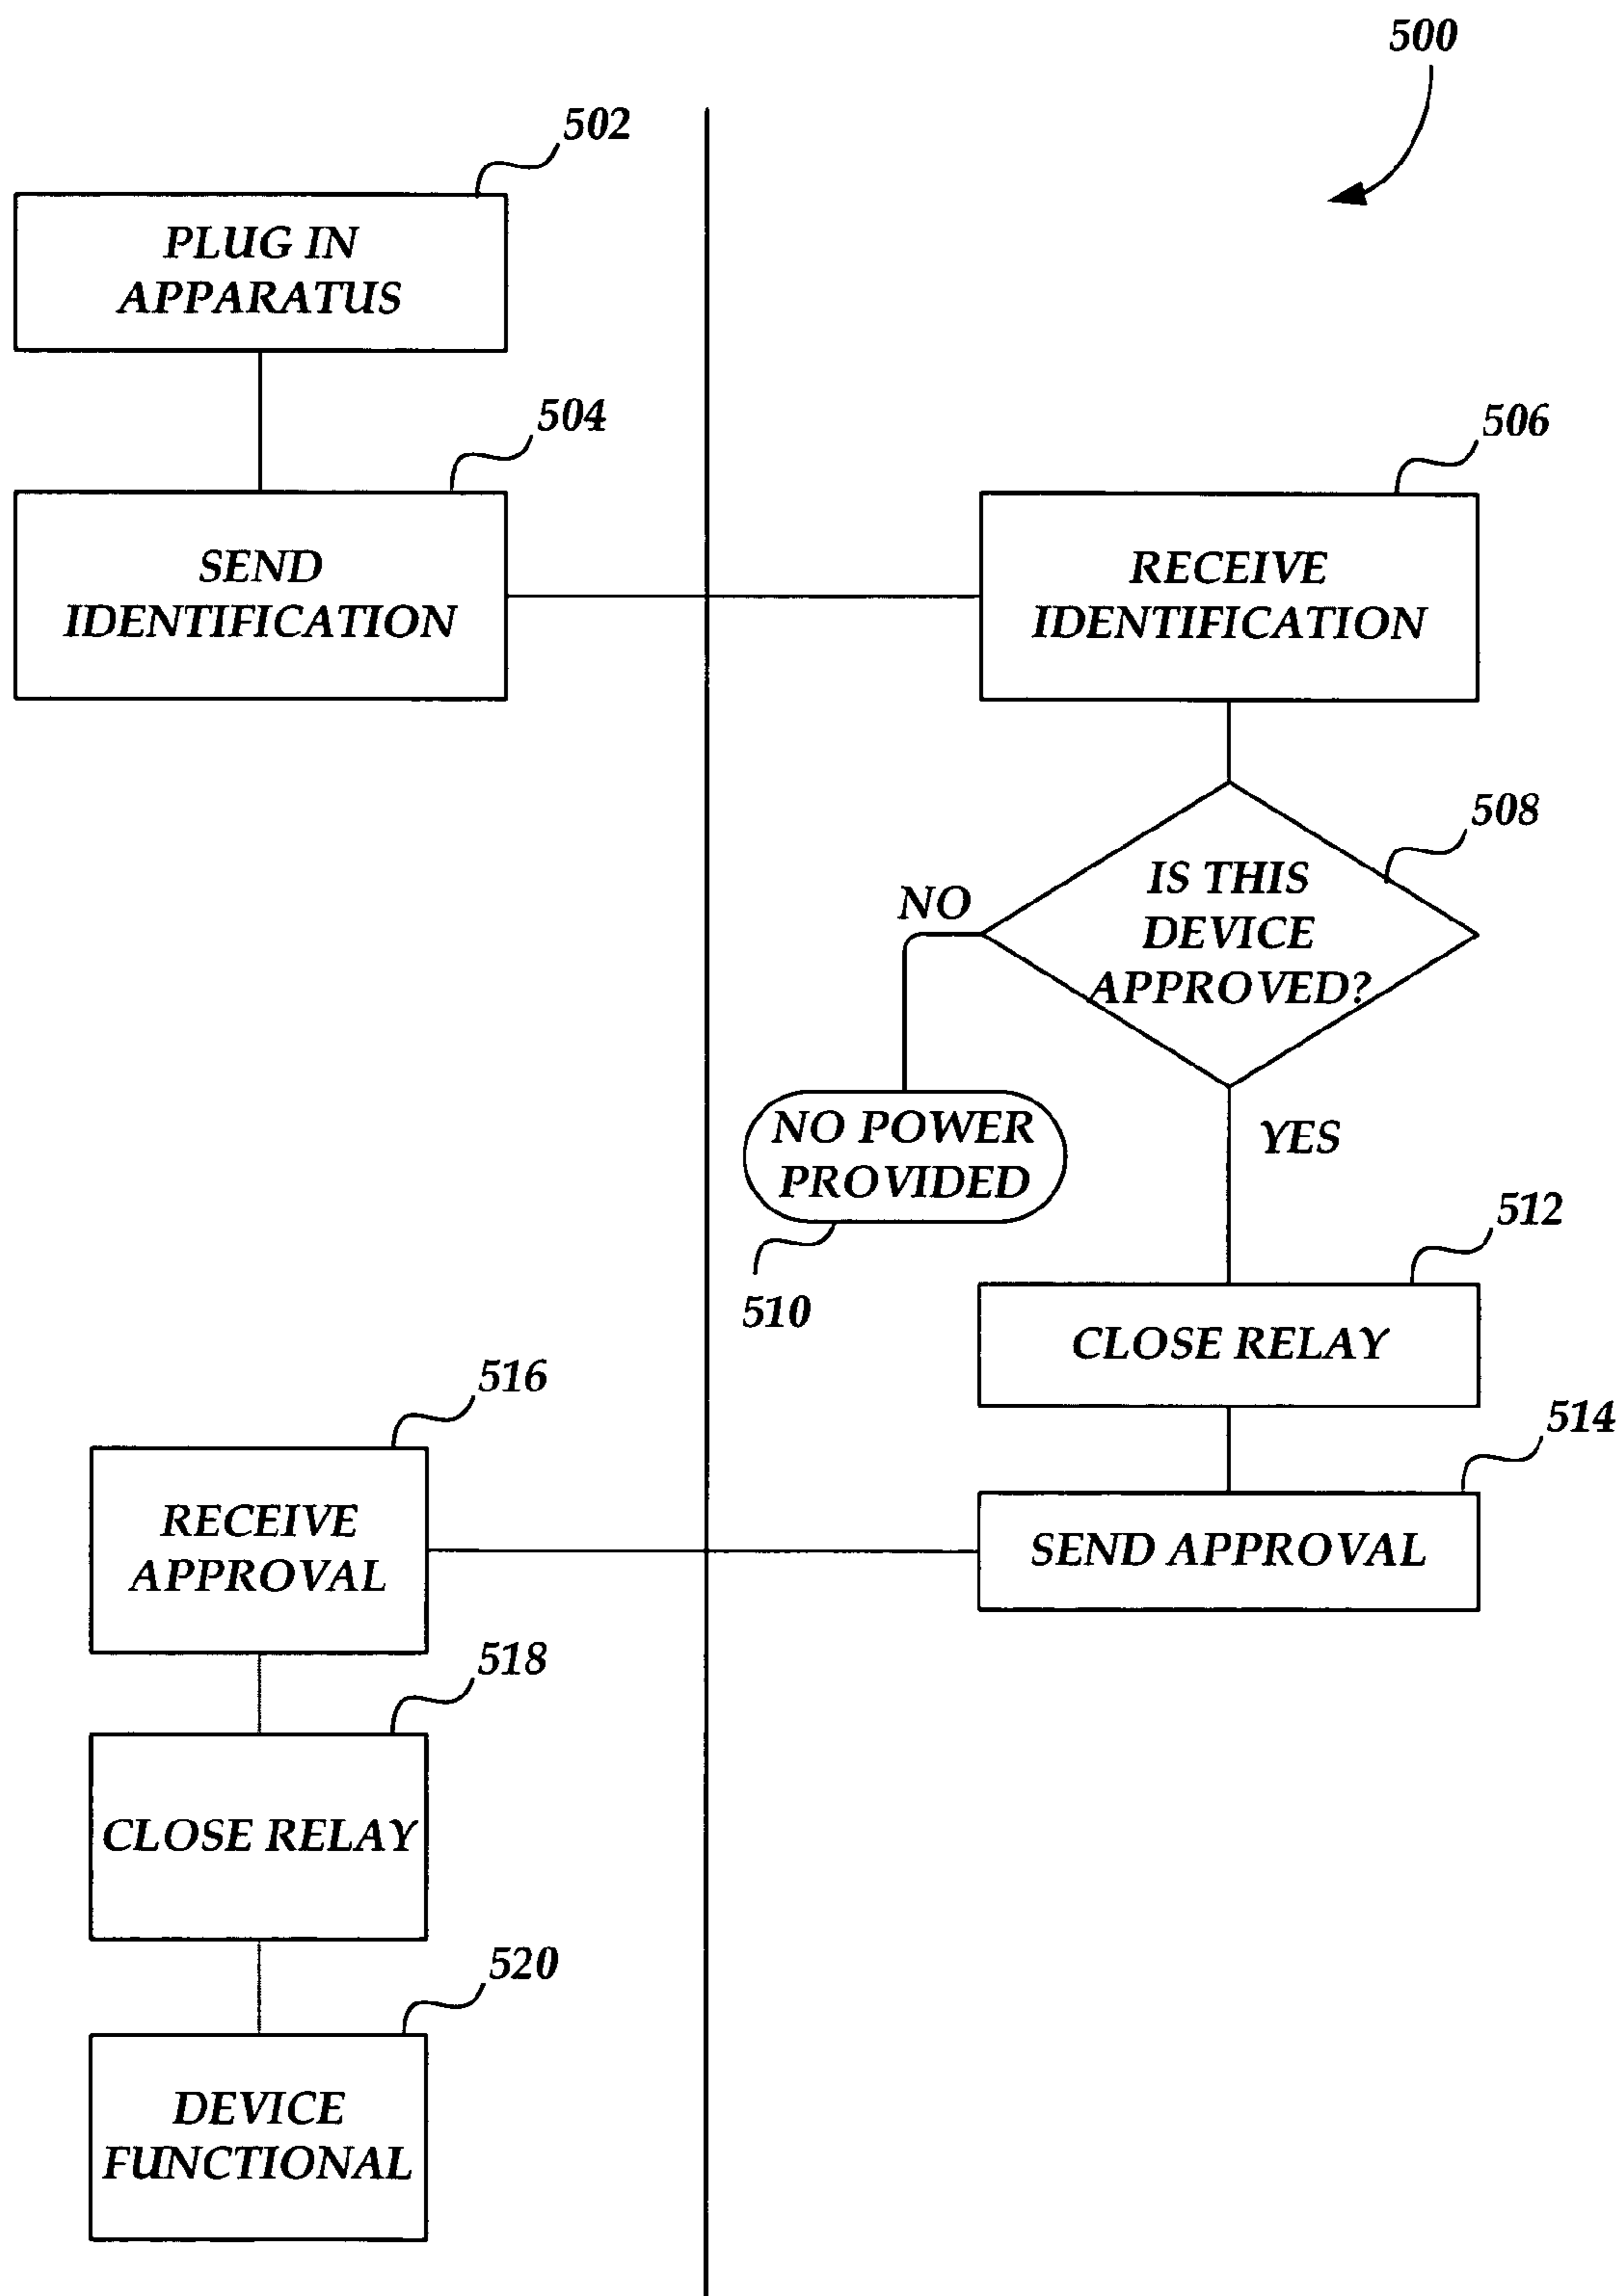 500
502
PLUG IN
APPARATUS
504
SEND
IDENTIFICATION
506
RECEIVE
IDENTIFICATION
508
IS THIS
DEVICE
APPROVED?
NO
NO POWER
PROVIDED
510
YES
512
CLOSE RELAY
514
SEND APPROVAL
516
RECEIVE
APPROVAL
518
CLOSE RELAY
520
DEVICE
FUNCTIONAL